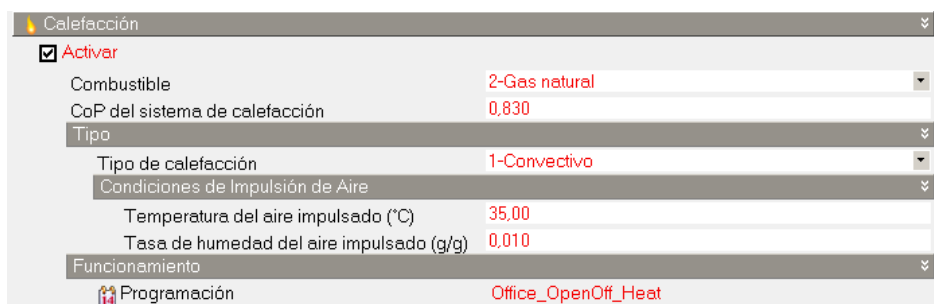 Calefacción
Activar
Combustible 2-Gas natural
CoP del sistema de calefacción 0,830
Tipo
Tipo de calefacción 1-Convectivo
Condiciones de Impulsión de Aire
Temperatura del aire impulsado (°C) 35,00
Tasa de humedad del aire impulsado (g/g) 0,010
Funcionamiento
14 Programación Office_OpenOff_Heat